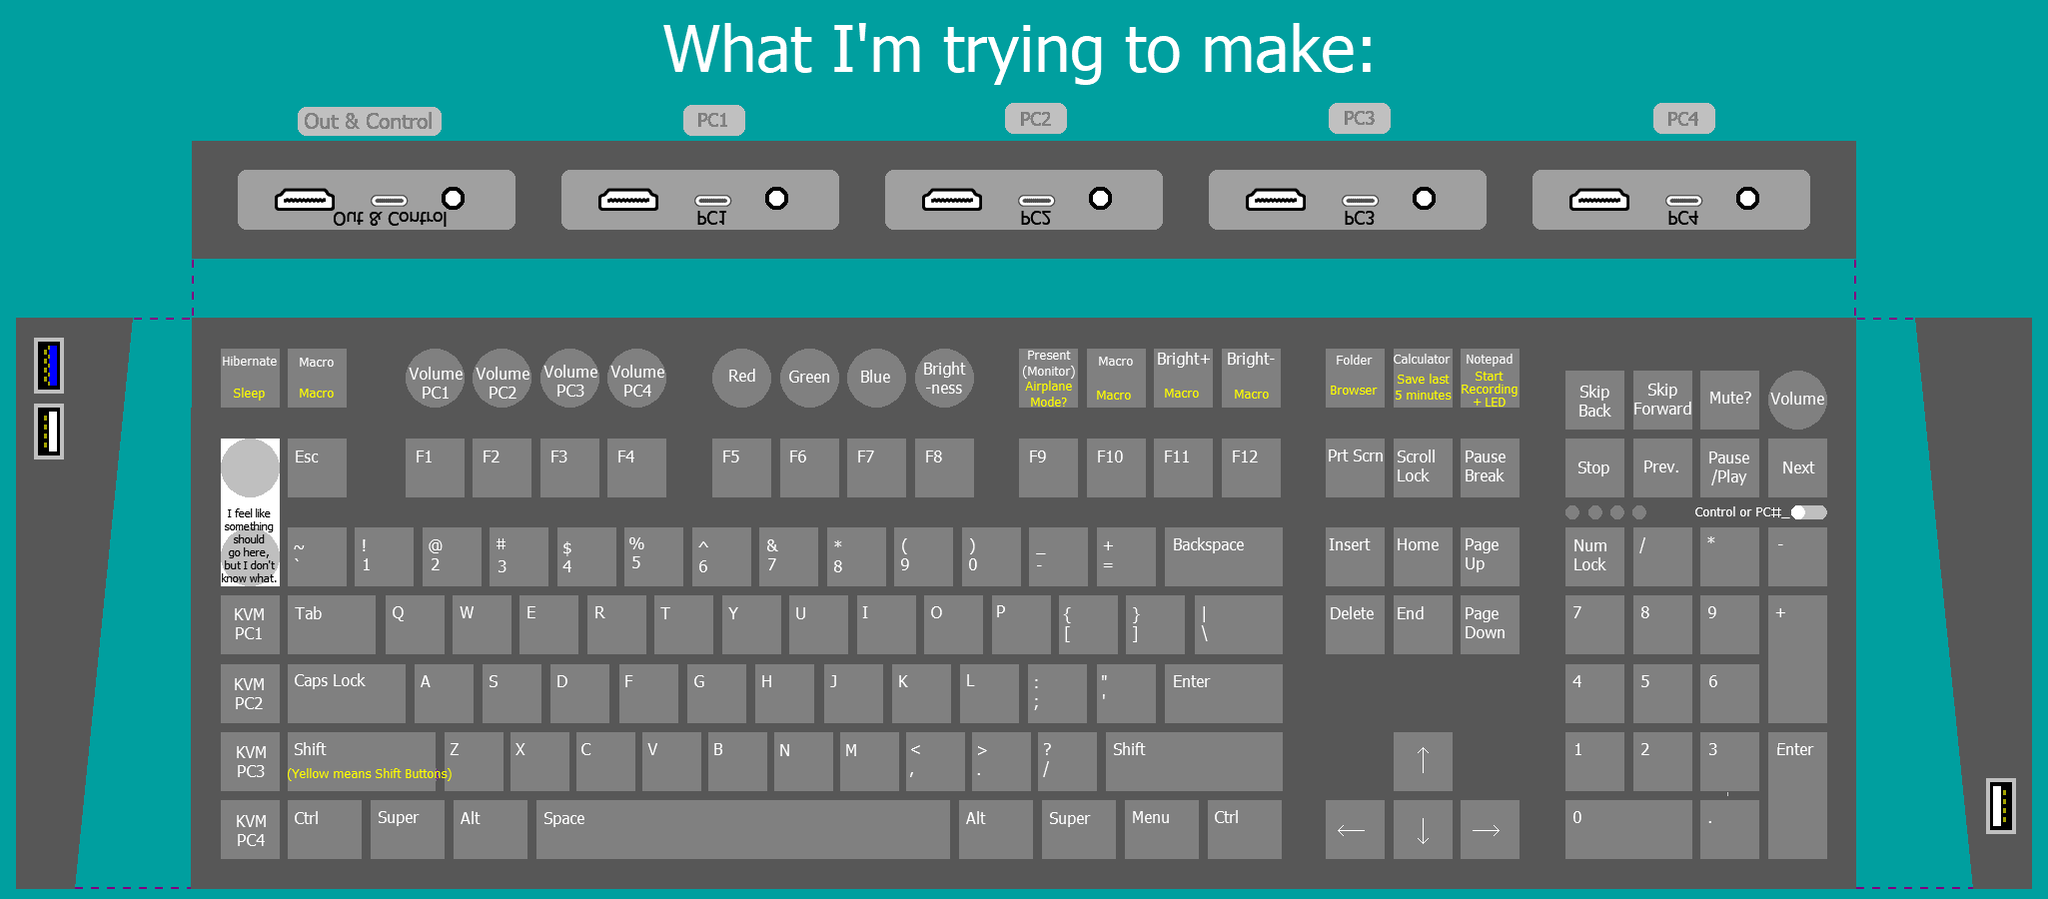 What I'm trying to make:
Out & Control
PC1
PC2
PC3
PC4
Out & Control
PC1
PC2
PC3
PC4
Hibernate
Sleep
Macro
Macro
Volume
PC1
Volume
PC2
Volume
PC3
Volume
PC4
Red
Green
Blue
Bright
-ness
Present
(Monitor)
Airplane
Mode?
Macro
Macro
Bright+
Macro
Bright-
Macro
Folder
Browser
Calculator
Save last
5 minutes
Notepad
Start
Recording
+ LED
Skip
Back
Skip
Forward
Mute?
Volume
I feel like
something
should
go here,
but I don't
know what.
Esc
F1
F2
F3
F4
F5
F6
F7
F8
F9
F10
F11
F12
Prt Scrn
Scroll
Lock
Pause
Break
Stop
Prev.
Pause
/Play
Next
Control or PC#_
~
`
!
1
@
2
#
3
$
4
%
5
^
6
&
7
*
8
(
9
)
0
_
-
+
=
Backspace
Insert
Home
Page
Up
Num
Lock
/
*
-
KVM
PC1
Tab
Q
W
E
R
T
Y
U
I
O
P
{
[
}
]
|
\
Delete
End
Page
Down
7
8
9
+
KVM
PC2
Caps Lock
A
S
D
F
G
H
J
K
L
:
;
"
'
Enter
4
5
6
KVM
PC3
Shift
(Yellow means Shift Buttons)
Z
X
C
V
B
N
M
<
,
>
.
?
/
Shift
↑
1
2
3
Enter
KVM
PC4
Ctrl
Super
Alt
Space
Alt
Super
Menu
Ctrl
←
↓
→
0
.